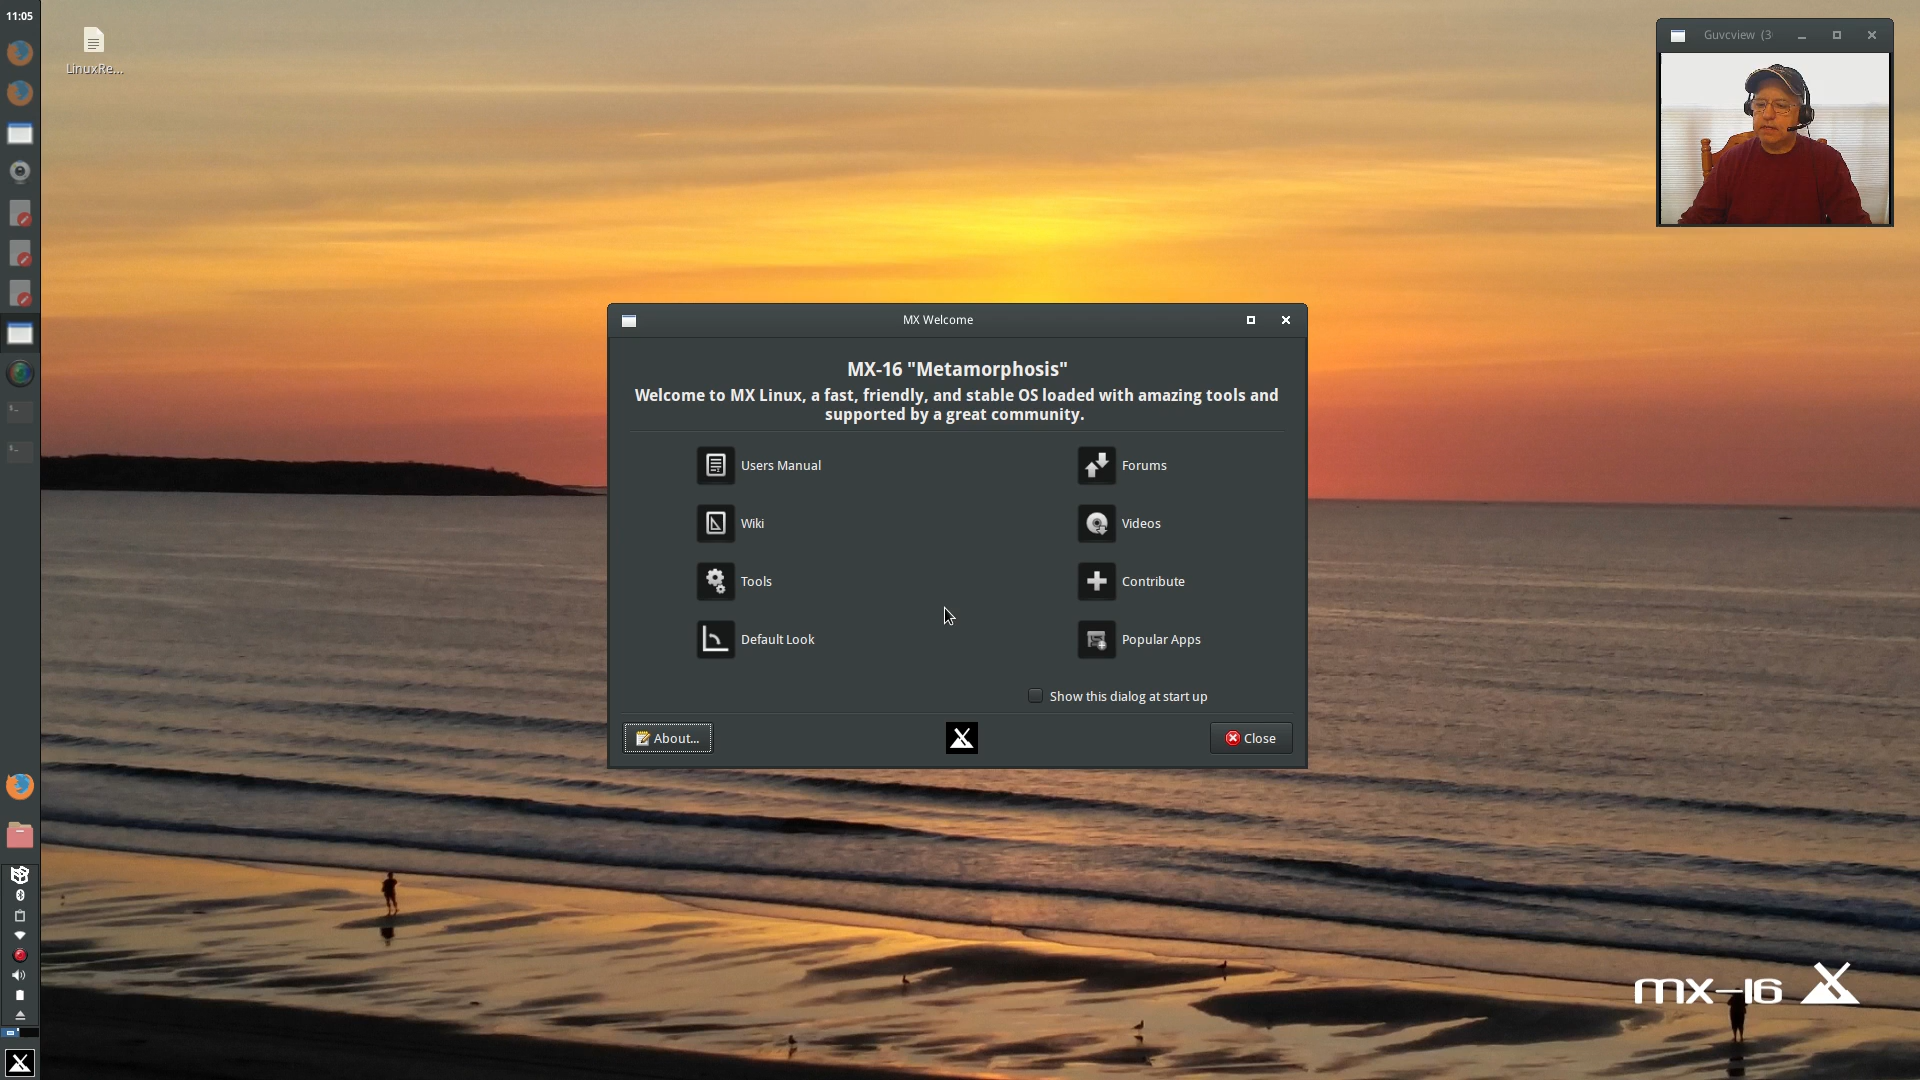 11:05
LinuxRe...
Guvcview (3
MX Welcome
MX-16 "Metamorphosis"
Welcome to MX Linux, a fast, friendly, and stable OS loaded with amazing tools and
supported by a great community.
Users Manual
Forums
Wiki
Videos
Tools
Contribute
Default Look
Popular Apps
Show this dialog at start up
About...
Close
mx-16